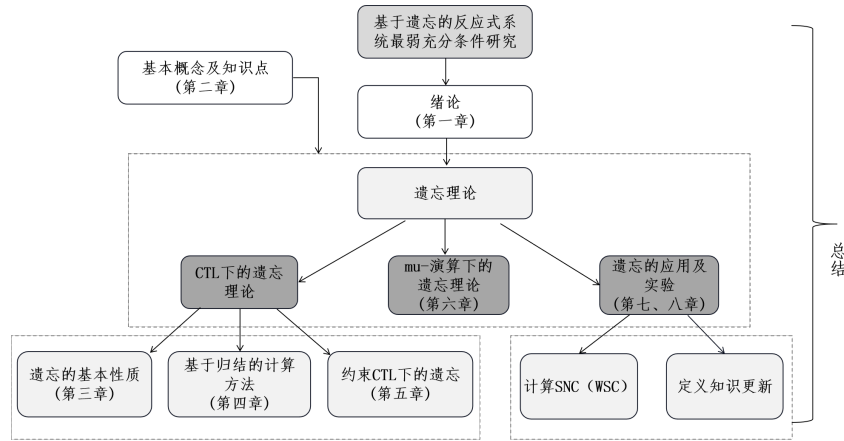 基于遗忘的反应式系
统最弱充分条件研究
基本概念及知识点
(第二章)
绪论
(第一章)
遗忘理论
CTL下的遗忘
理论
mu-演算下的
遗忘理论
(第六章)
遗忘的应用及
实验
(第七、八章)
总结
遗忘的基本性质
(第三章)
基于归结的计算
方法
(第四章)
约束CTL下的遗忘
(第五章)
计算SNC（WSC）
定义知识更新